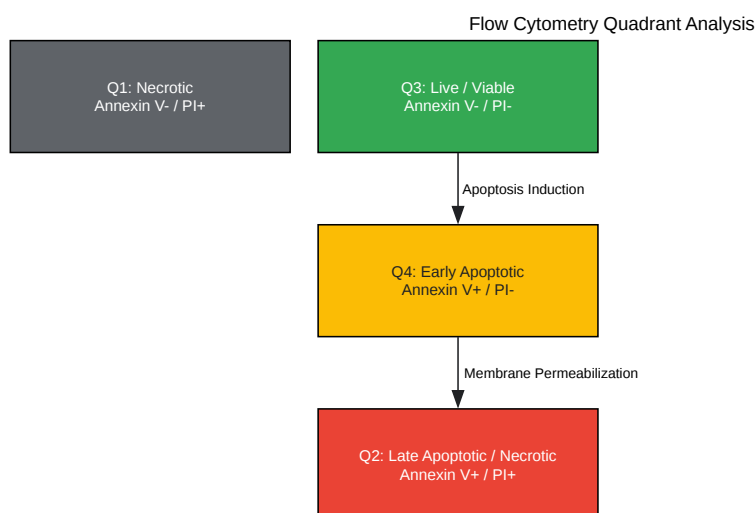 Flow Cytometry Quadrant Analysis
Q1: Necrotic
Annexin V- / PI+
Q3: Live / Viable
Annexin V- / PI-
Apoptosis Induction
Q4: Early Apoptotic
Annexin V+ / PI-
Membrane Permeabilization
Q2: Late Apoptotic / Necrotic
Annexin V+ / PI+